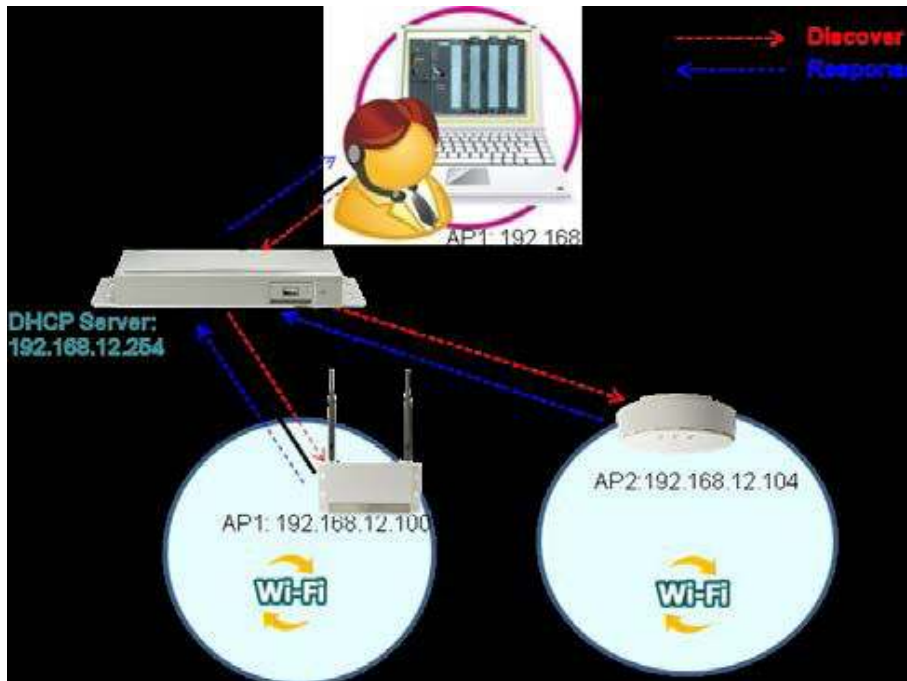 Discover
Response
AP1: 192.168
DHCP Server:
192.168.12.254
AP2:192.168.12.104
AP1: 192.168.12.100
Wi-Fi
Wi-Fi